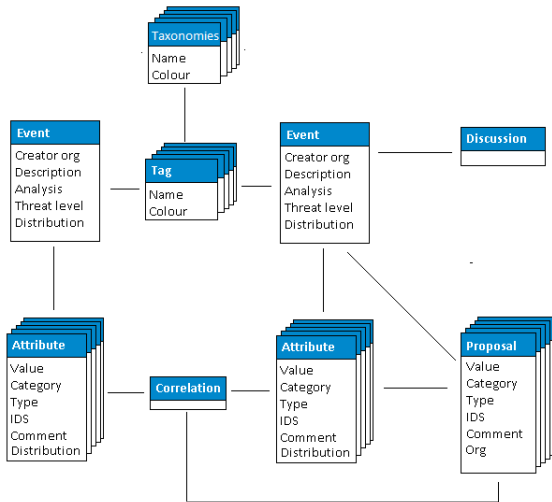 Taxonomies
Name
Colour
Event
Creator org
Description
Analysis
Threat level
Distribution
Tag
Name
Colour
Event
Creator org
Description
Analysis
Threat level
Distribution
Discussion
Attribute
Value
Category
Type
IDS
Comment
Distribution
Correlation
Attribute
Value
Category
Type
IDS
Comment
Distribution
Proposal
Value
Category
Type
IDS
Comment
Org